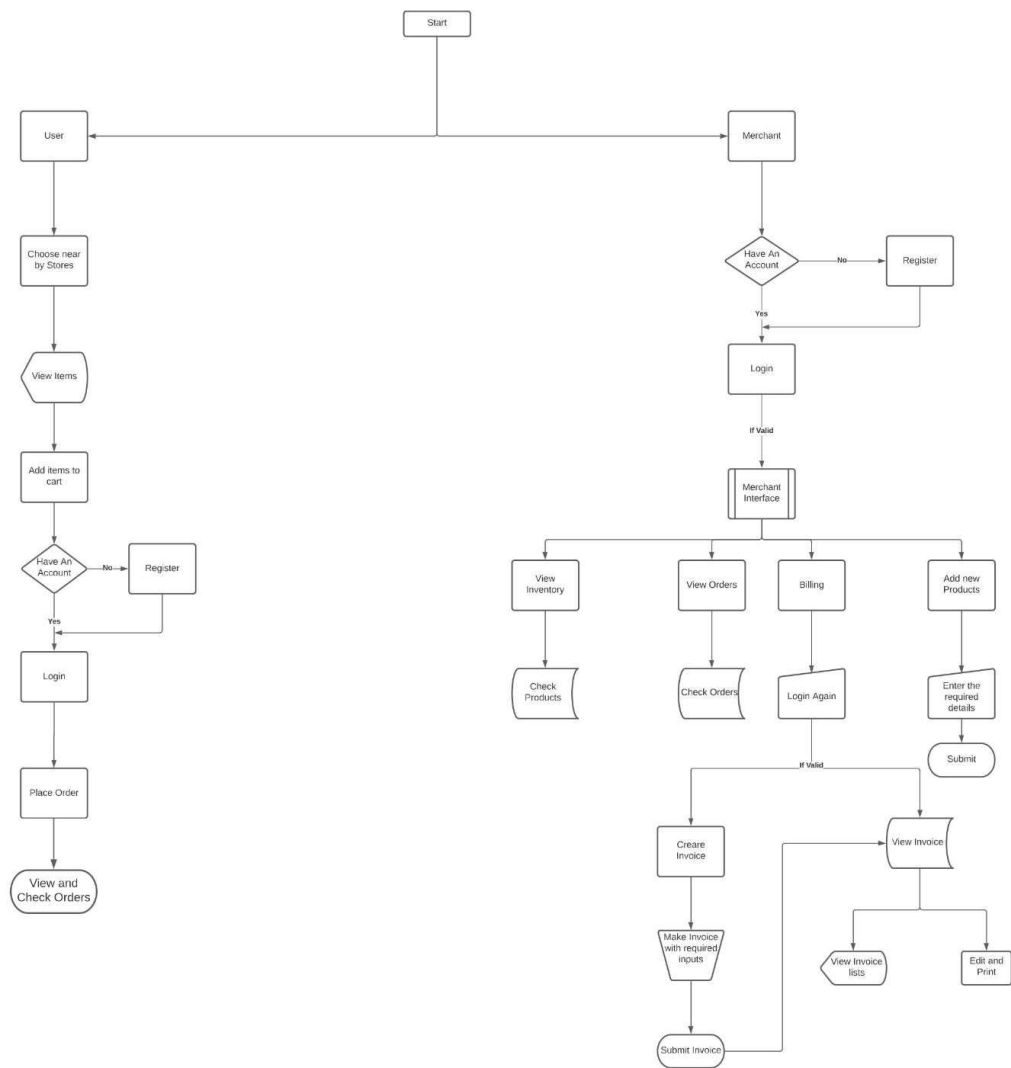 Start
User
Merchant
Choose near
by Stores
Have An
Account
No
Register
Yes
View Items
Login
If Valid
Add items to
cart
Merchant
Interface
Have An
Account
No
Register
View
Inventory
View Orders
Billing
Add new
Products
Yes
Login
Check
Products
Check Orders
Login Again
Enter the
required
details
Submit
If Valid
Place Order
Creare
Invoice
View Invoice
View and
Check Orders
Make Invoice
with required
inputs
View Invoice
lists
Edit and
Print
Submit Invoice